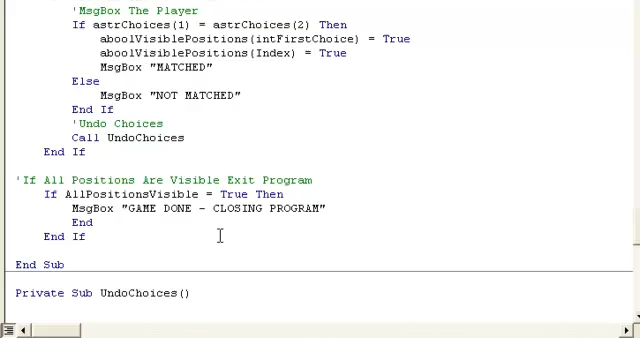 'MsgBox The Player
If astrChoices(1) = astrChoices(2) Then
aboolVisiblePositions(intFirstChoice) = True
aboolVisiblePositions(Index) = True
MsgBox "MATCHED"
Else
MsgBox "NOT MATCHED"
End If
'Undo Choices
Call UndoChoices
End If
'If All Positions Are Visible Exit Program
If AllPositionsVisible = True Then
MsgBox "GAME DONE - CLOSING PROGRAM"
End
End If
End Sub
Private Sub UndoChoices()